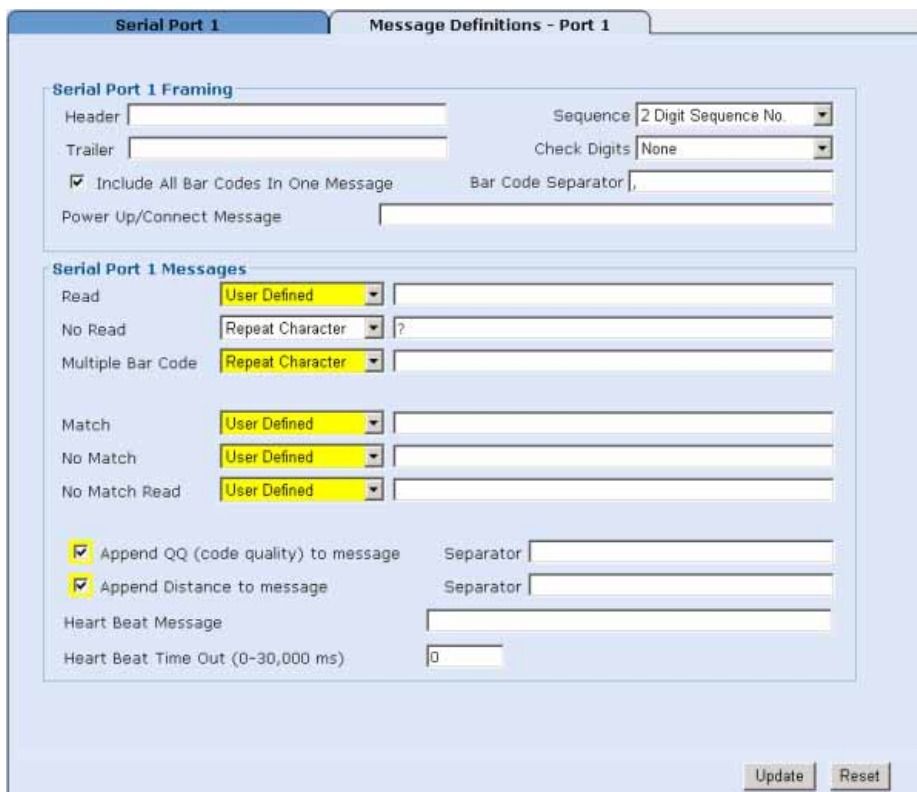 Serial Port 1
Message Definitions - Port 1
Serial Port 1 Framing
Header
Sequence 2 Digit Sequence No.
Trailer
Check Digits None
Include All Bar Codes In One Message
Bar Code Separator ,
Power Up/Connect Message
Serial Port 1 Messages
Read User Defined
No Read Repeat Character ?
Multiple Bar Code Repeat Character
Match User Defined
No Match User Defined
No Match Read User Defined
Append QQ (code quality) to message Separator
Append Distance to message Separator
Heart Beat Message
Heart Beat Time Out (0-30,000 ms) 0
Update Reset